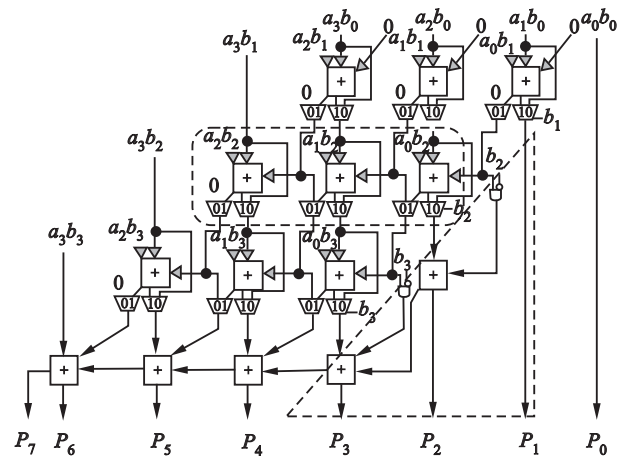 a₃b₀ 0 a₂b₀ 0 a₁b₀ 0 a₀b₀
a₃b₁ a₂b₁ a₁b₁ a₀b₁
+ + +
0 0 0
01 10 01 10 01 10 b₁
a₃b₂ a₂b₂ a₁b₂ a₀b₂ b₂
+ + +
0
01 10 01 10 01 10 b₂
a₃b₃ a₂b₃ a₁b₃ a₀b₃ b₃
+ + + +
0
01 10 01 10 01 10 b₃
+ + + +
P₇ P₆ P₅ P₄ P₃ P₂ P₁ P₀